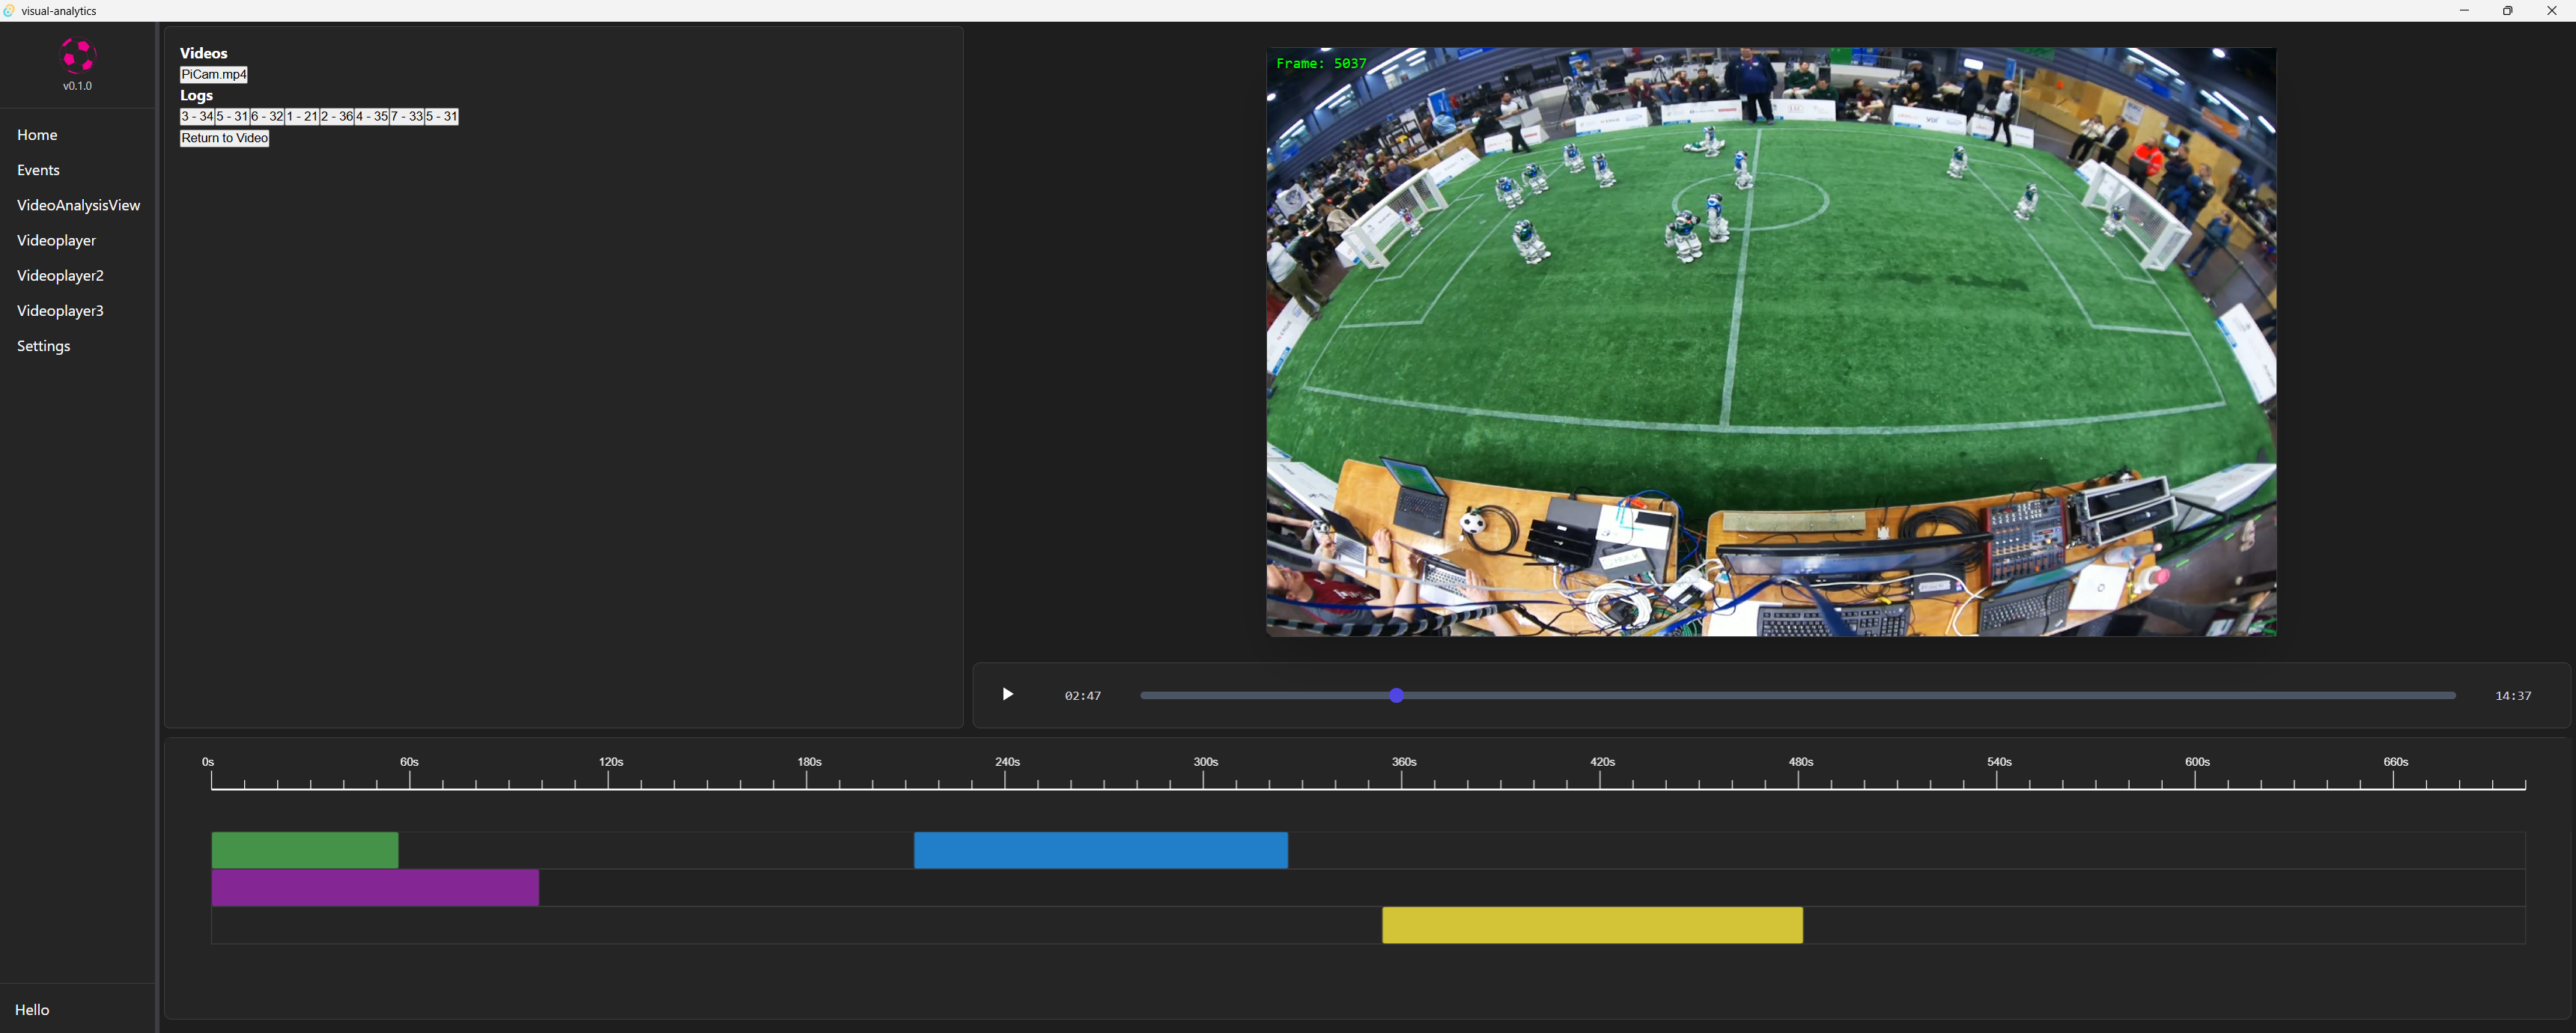 visual-analytics
v0.1.0
Home
Events
VideoAnalysisView
Videoplayer
Videoplayer2
Videoplayer3
Settings
Hello
Videos
PiCam.mp4
Logs
3 - 34 5 - 31 6 - 32 1 - 21 2 - 36 4 - 35 7 - 33 5 - 31
Return to Video
Frame: 5037
02:47
14:37
0s 60s 120s 180s 240s 300s 360s 420s 480s 540s 600s 660s